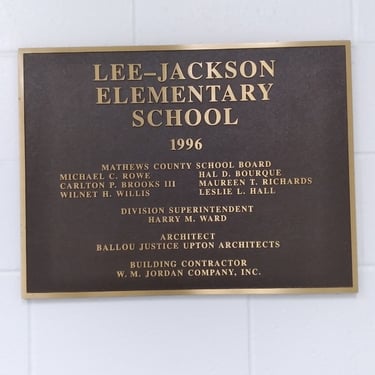 LEE–JACKSON
ELEMENTARY
SCHOOL
1996
MATHEWS COUNTY SCHOOL BOARD
MICHAEL C. ROWE HAL D. BOURQUE
CARLTON P. BROOKS III MAUREEN T. RICHARDS
WILNET H. WILLIS LESLIE L. HALL
DIVISION SUPERINTENDENT
HARRY M. WARD
ARCHITECT
BALLOU JUSTICE UPTON ARCHITECTS
BUILDING CONTRACTOR
W. M. JORDAN COMPANY, INC.